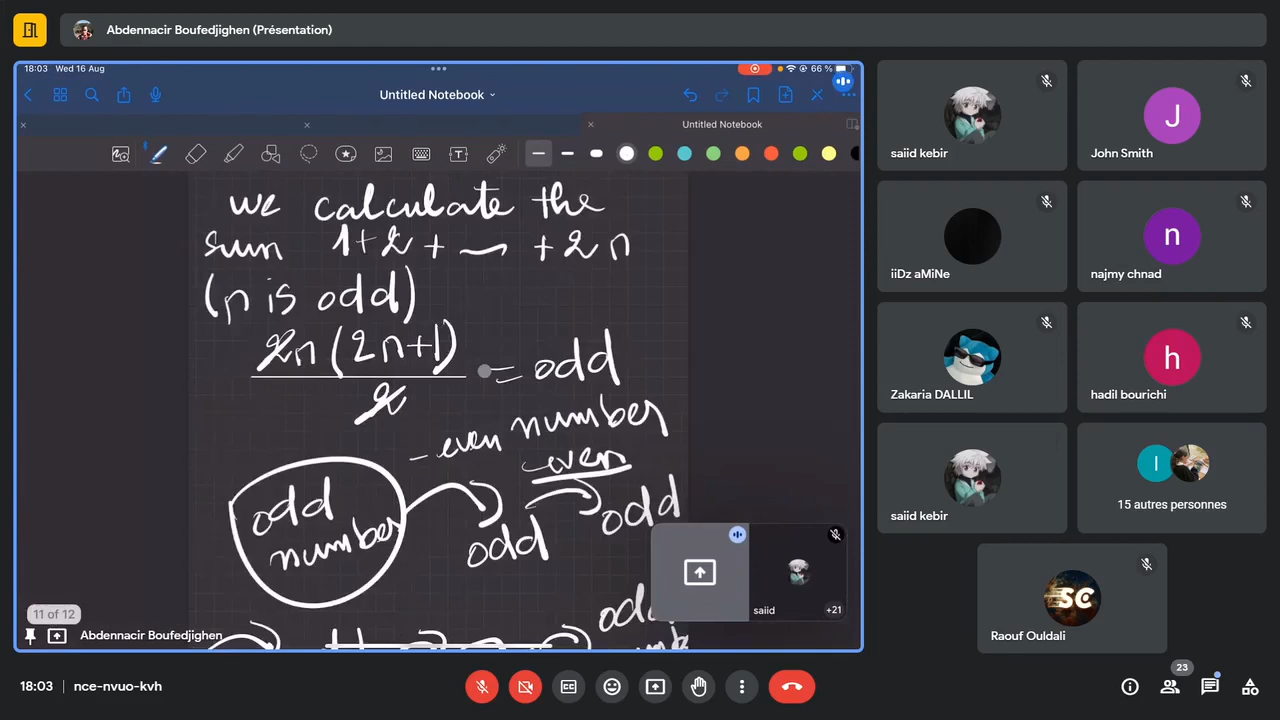 Abdennacir Boufedjighen (Présentation)
18:03 Wed 16 Aug
66 %
Untitled Notebook
Untitled Notebook
we calculate the
sum 1+2+ — +2n
(n is odd)
2n(2n+1)
2
= odd
number
- even
even
odd
number
odd
odd
odd
11 of 12
Abdennacir Boufedjighen
saiid
+21
saiid kebir
J
John Smith
iiDz aMiNe
n
najmy chnad
Zakaria DALLIL
h
hadil bourichi
saiid kebir
I
15 autres personnes
SC
Raouf Ouldali
18:03 | nce-nvuo-kvh
23